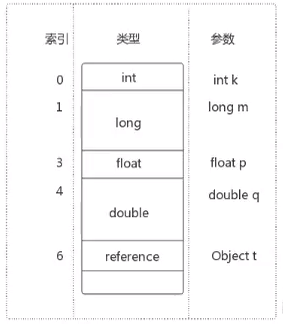 索引 类型 参数
0 int int k
1 long long m
3 float float p
4 double double q
6 reference Object t